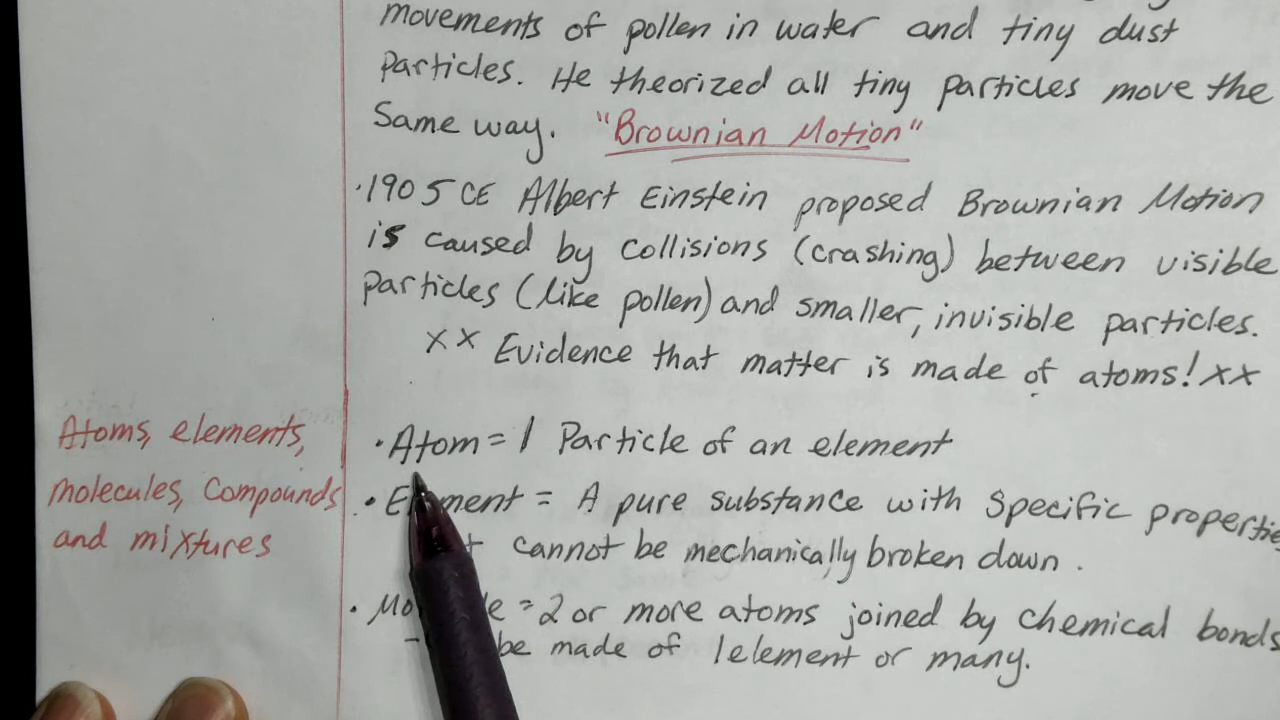 movements of pollen in water and tiny dust
particles. He theorized all tiny particles move the
same way. "Brownian Motion"
·1905 CE Albert Einstein proposed Brownian Motion
is caused by collisions (crashing) between visible
particles (like pollen) and smaller, invisible particles.
xx Evidence that matter is made of atoms! xx
Atoms, elements,
molecules, compounds
and mixtures
·Atom = 1 Particle of an element
· Element = A pure substance with specific
cannot be mechanically broken down.
· = 2 or more atoms joined by chemical bonds
be made of 1 element or many.